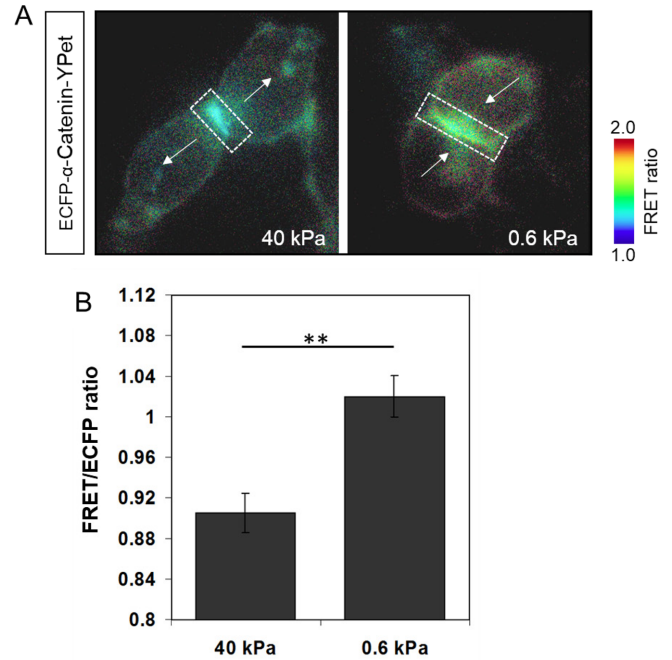 A
ECFP-α-Catenin-YPet
40 kPa
0.6 kPa
2.0
FRET ratio
1.0
B
1.12
1.08
1.04
1
0.96
0.92
0.88
0.84
0.8
FRET/ECFP ratio
**
40 kPa
0.6 kPa